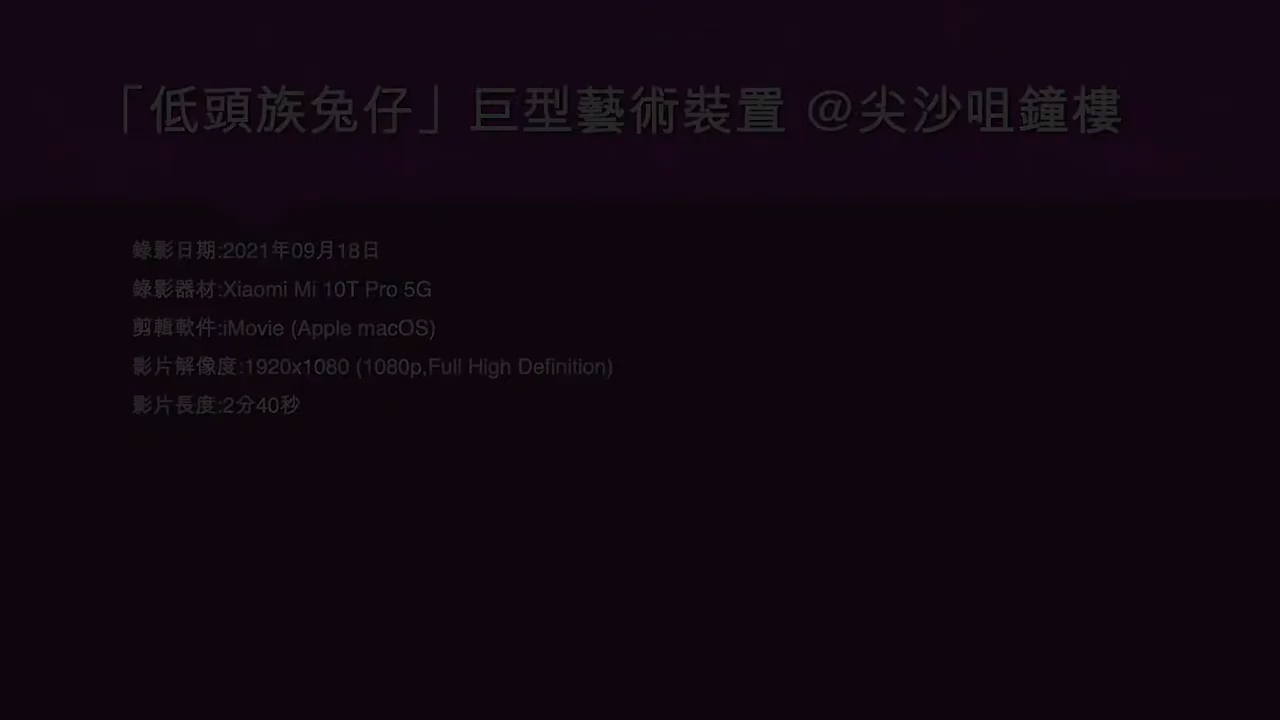 「低頭族兔仔」巨型藝術裝置 @尖沙咀鐘樓
錄影日期:2021年09月18日
錄影器材:Xiaomi Mi 10T Pro 5G
剪輯軟件:iMovie (Apple macOS)
影片解像度:1920x1080 (1080p,Full High Definition)
影片長度:2分40秒